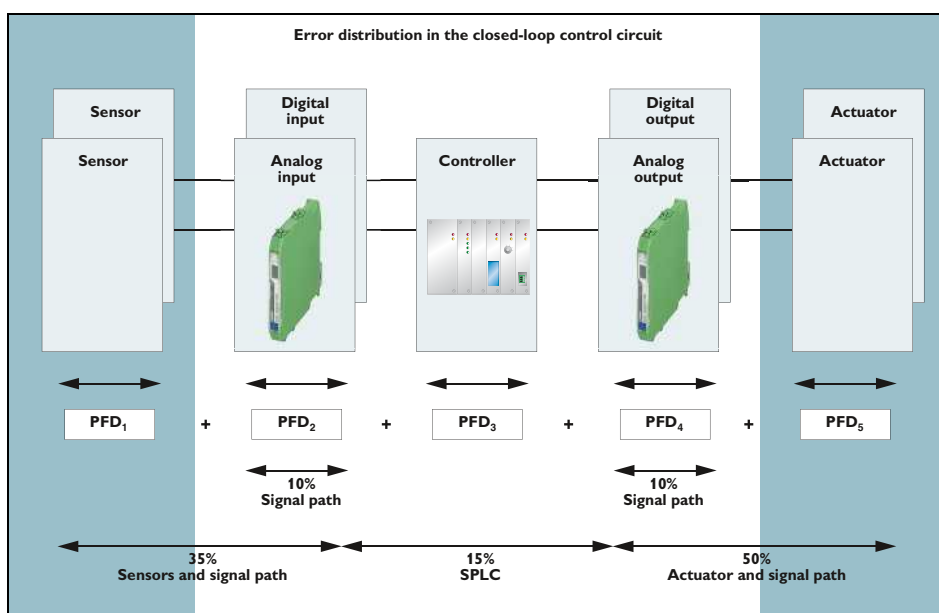 Error distribution in the closed-loop control circuit
Sensor
Sensor
Digital
input
Analog
input
Controller
Digital
output
Analog
output
Actuator
Actuator
PFD₁ + PFD₂ + PFD₃ + PFD₄ + PFD₅
10%
Signal path
10%
Signal path
35%
Sensors and signal path
15%
SPLC
50%
Actuator and signal path